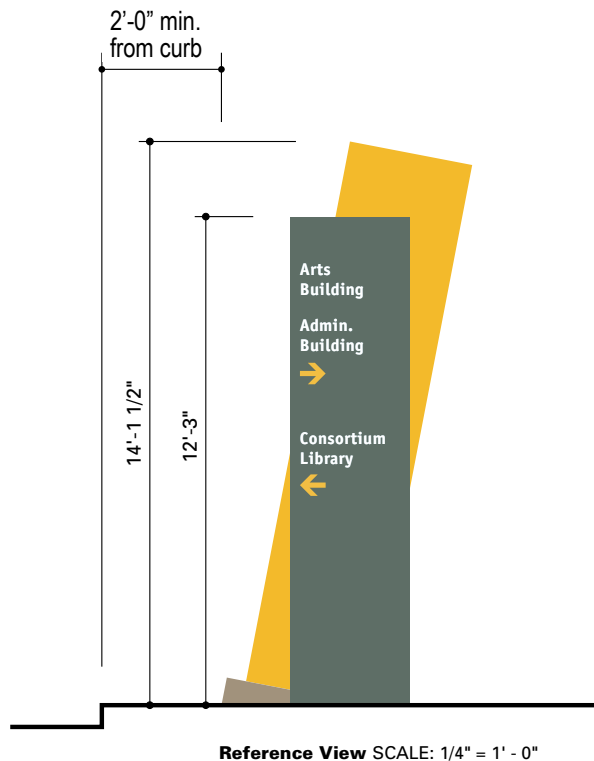 2’-0” min.
from curb
Arts
Building
Admin.
Building
Consortium
Library
14'-1 1/2"
12'-3"
Reference View SCALE: 1/4" = 1' - 0"